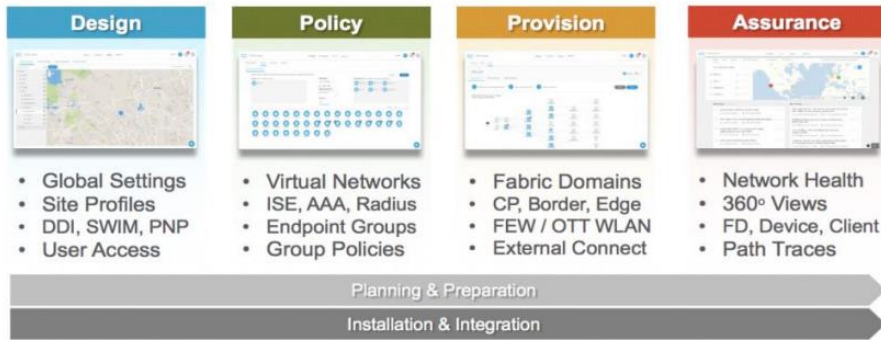 Design
Policy
Provision
Assurance
• Global Settings
• Site Profiles
• DDI, SWIM, PNP
• User Access
• Virtual Networks
• ISE, AAA, Radius
• Endpoint Groups
• Group Policies
• Fabric Domains
• CP, Border, Edge
• FEW / OTT WLAN
• External Connect
• Network Health
• 360° Views
• FD, Device, Client
• Path Traces
Planning & Preparation
Installation & Integration